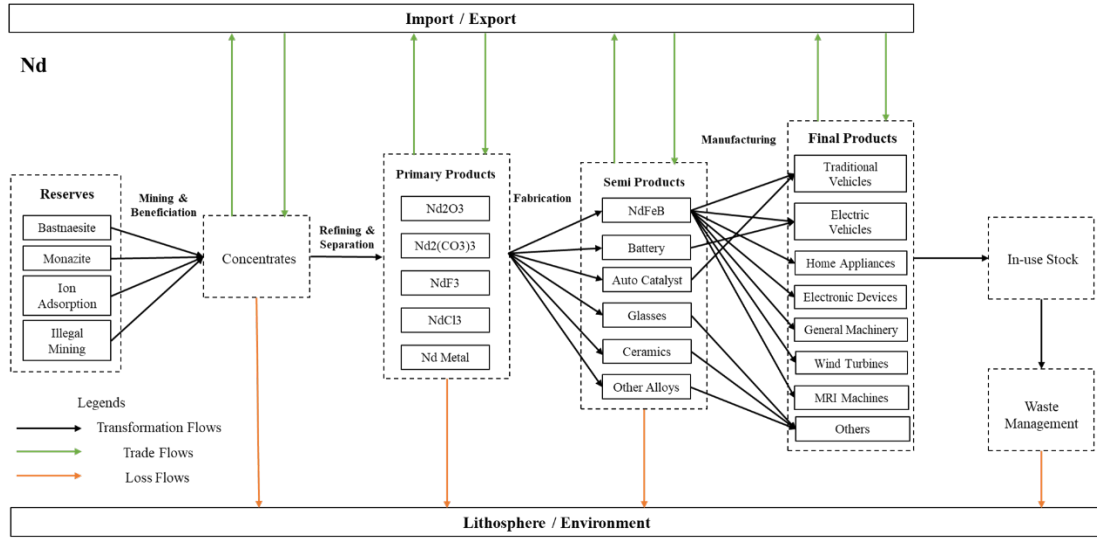 Import / Export
Nd
Reserves
Bastnaesite
Monazite
Ion
Adsorption
Illegal
Mining
Mining &
Beneficiation
Concentrates
Refining &
Separation
Primary Products
Nd2O3
Nd2(CO3)3
NdF3
NdCl3
Nd Metal
Fabrication
Semi Products
NdFeB
Battery
Auto Catalyst
Glasses
Ceramics
Other Alloys
Manufacturing
Final Products
Traditional
Vehicles
Electric
Vehicles
Home Appliances
Electronic Devices
General Machinery
Wind Turbines
MRI Machines
Others
In-use Stock
Waste
Management
Legends
Transformation Flows
Trade Flows
Loss Flows
Lithosphere / Environment